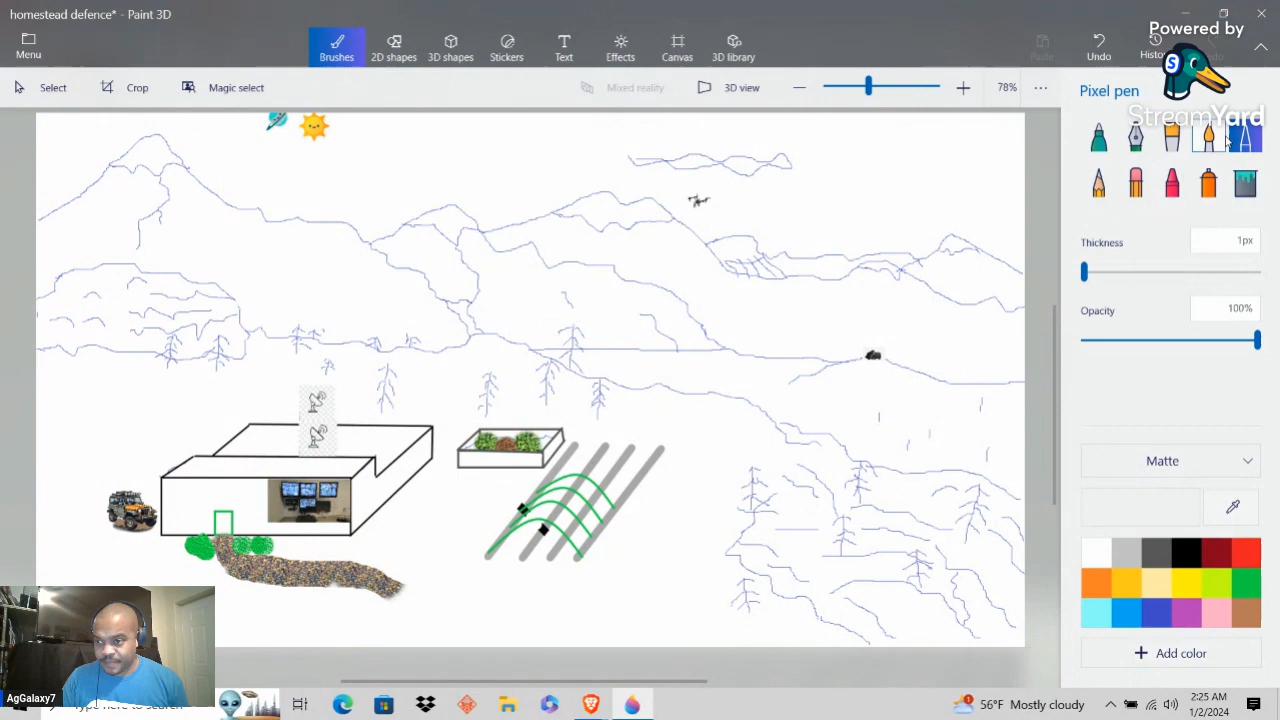 homestead defence* - Paint 3D
Powered by
StreamYard
Menu
Brushes
2D shapes
3D shapes
Stickers
Text
Effects
Canvas
3D library
Paste
Undo
Select
Crop
Magic select
Mixed reality
3D view
78%
Pixel pen
Thickness
1px
Opacity
100%
Matte
Add color
AgGalaxy7
56°F Mostly cloudy
2:25 AM
1/2/2024